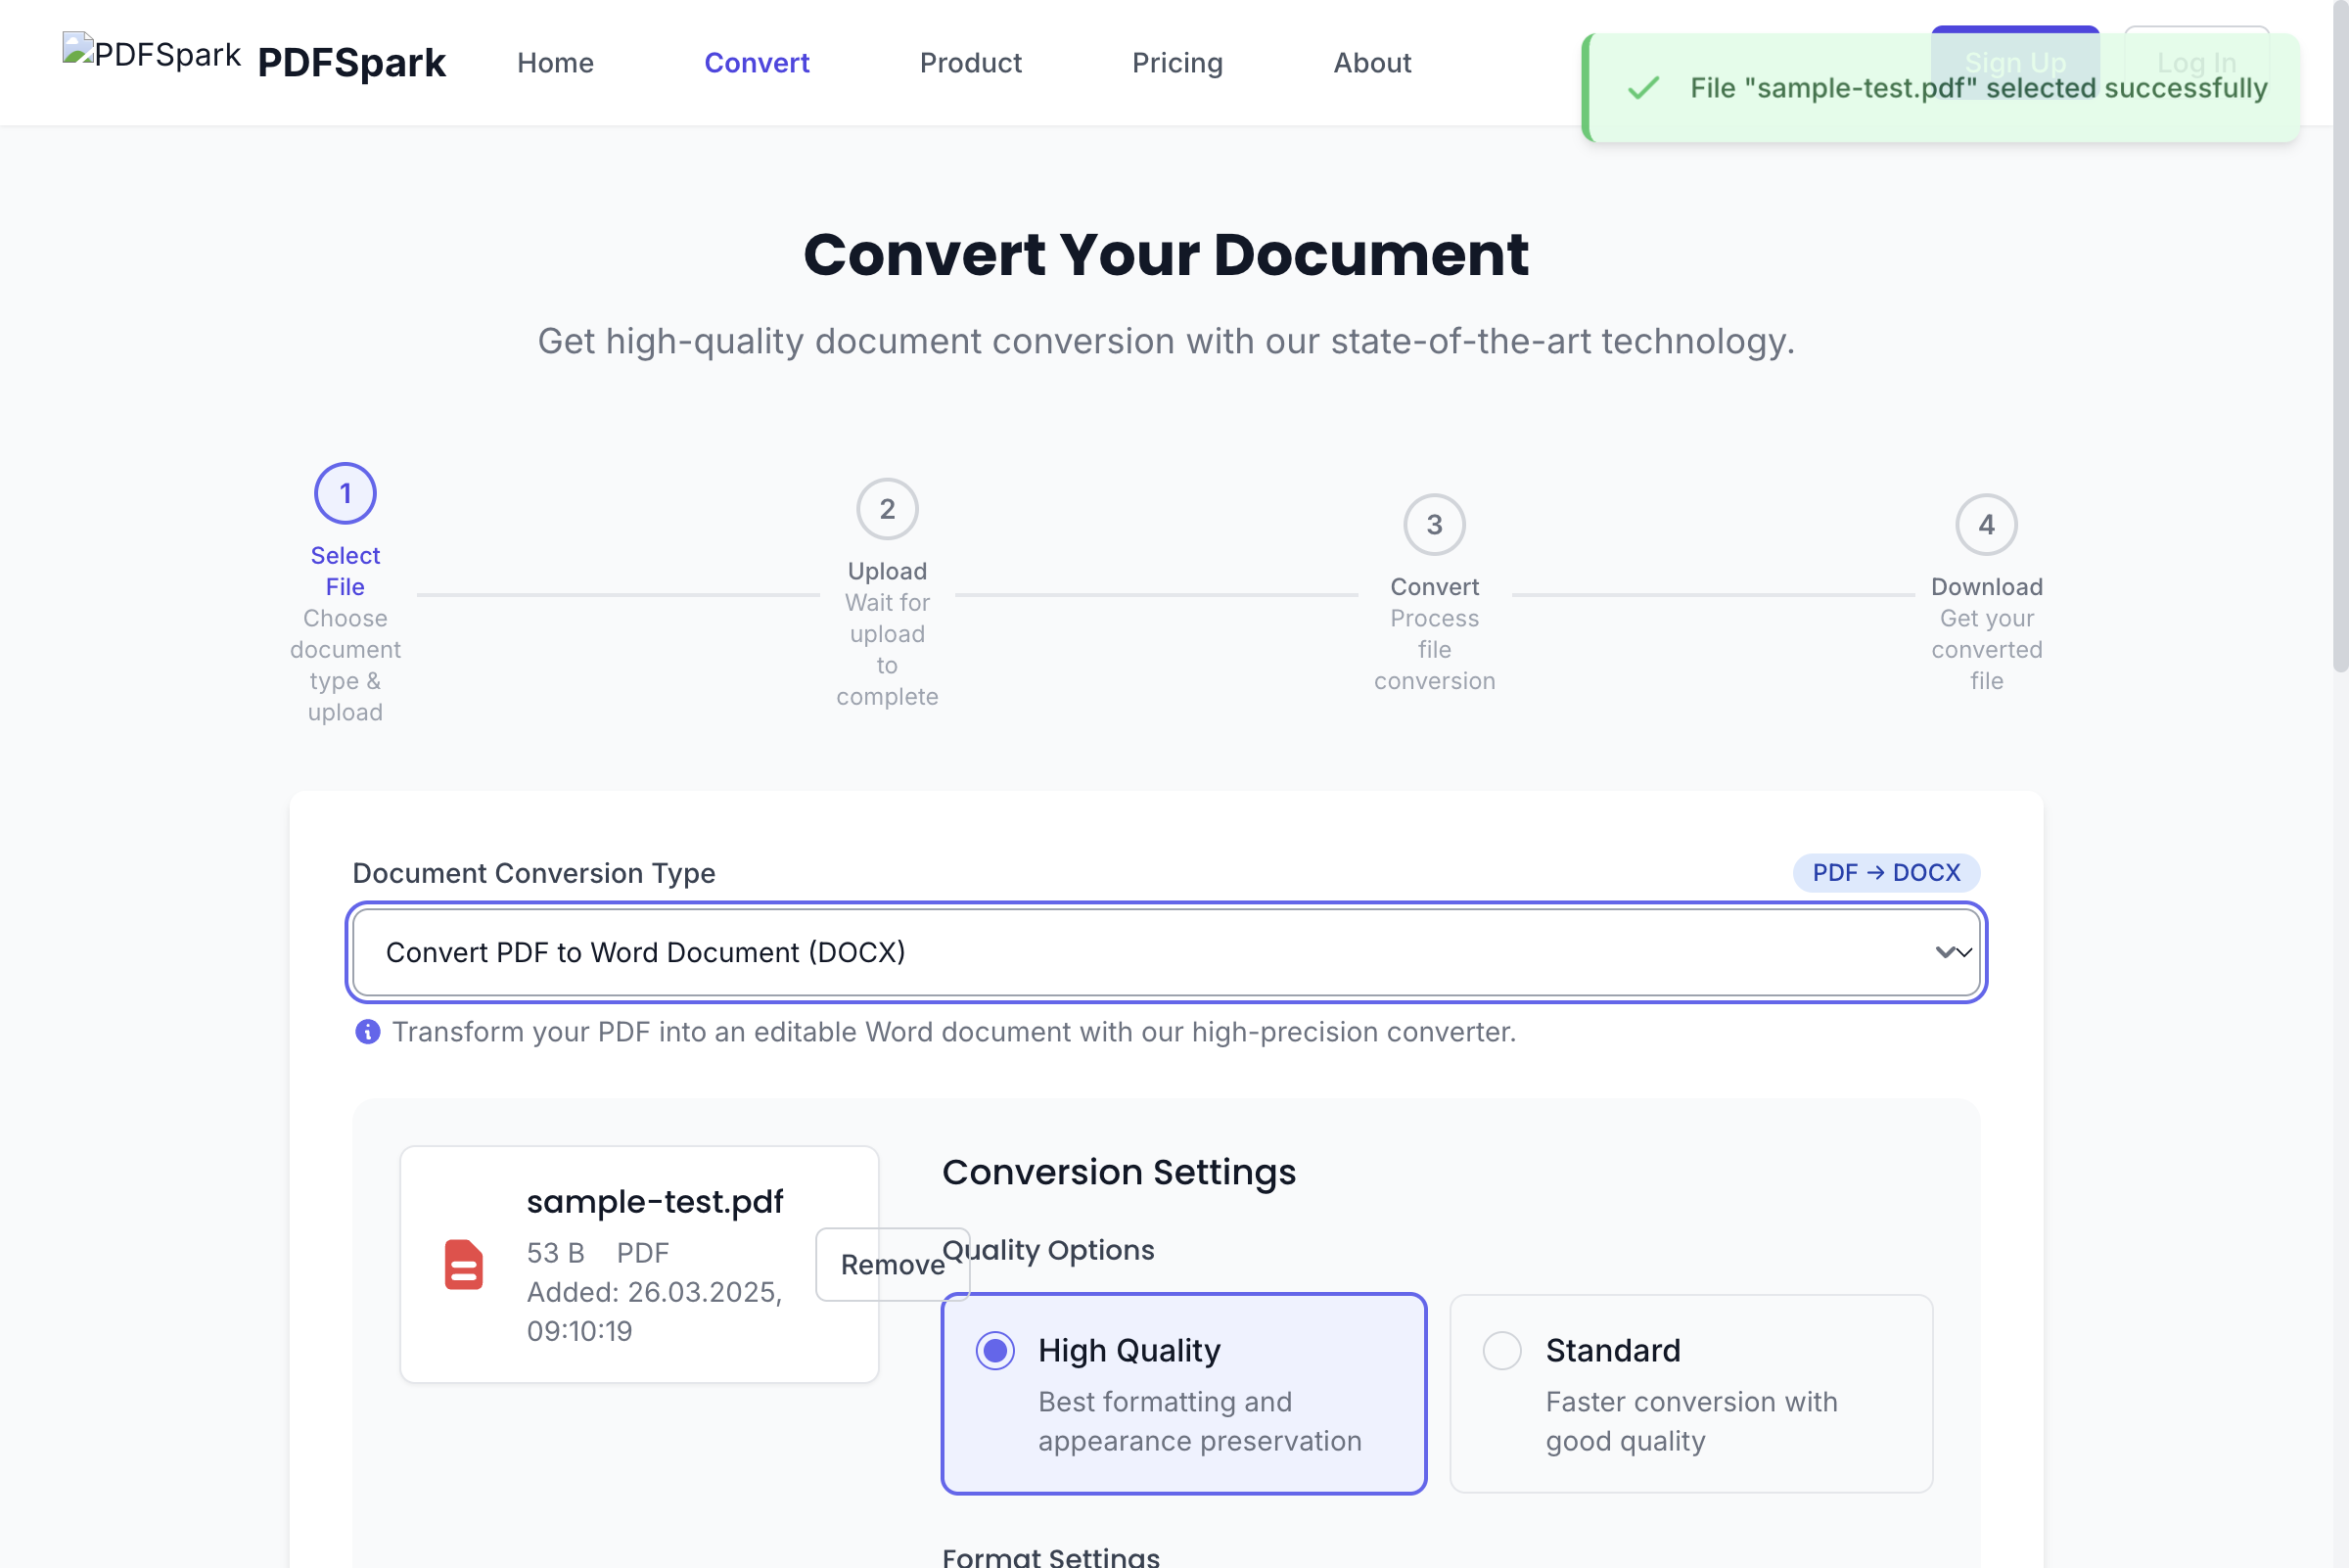 PDFSpark PDFSpark Home Convert Product Pricing About Sign Up Log In
File "sample-test.pdf" selected successfully
Convert Your Document
Get high-quality document conversion with our state-of-the-art technology.
1
Select
File
Choose
document
type &
upload
2
Upload
Wait for
upload
to
complete
3
Convert
Process
file
conversion
4
Download
Get your
converted
file
Document Conversion Type
PDF → DOCX
Convert PDF to Word Document (DOCX)
Transform your PDF into an editable Word document with our high-precision converter.
sample-test.pdf
53 B PDF
Added: 26.03.2025,
09:10:19
Remove
Conversion Settings
Quality Options
High Quality
Best formatting and
appearance preservation
Standard
Faster conversion with
good quality
Format Settings